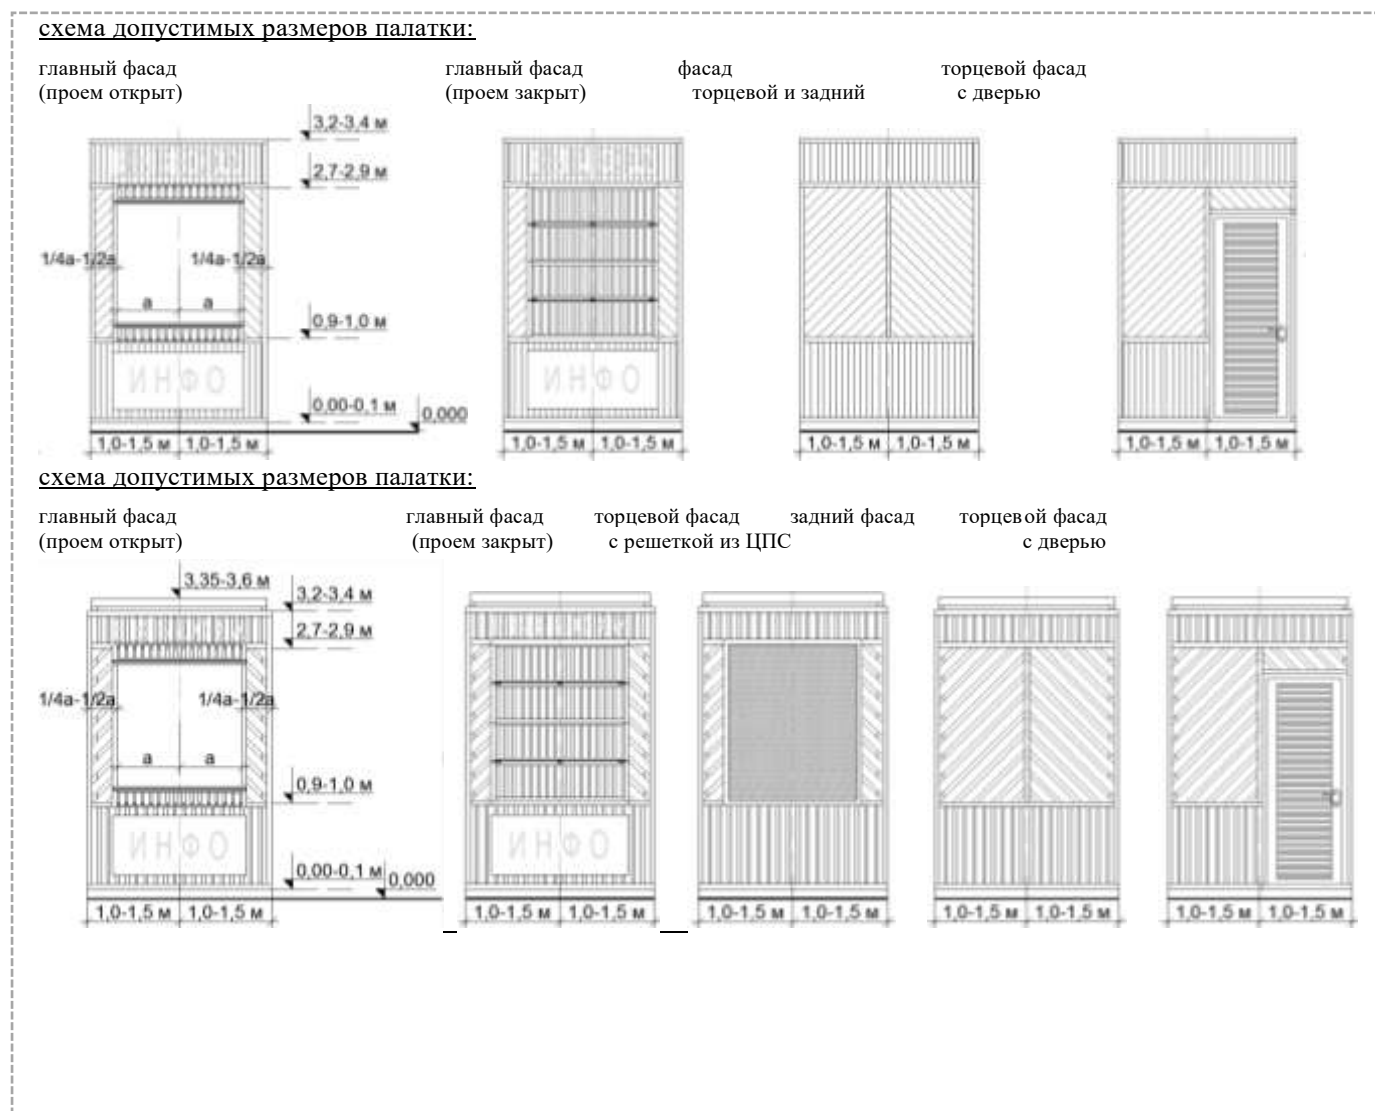 схема допустимых размеров палатки:
главный фасад главный фасад фасад торцевой фасад
(проем открыт) (проем закрыт) торцевой и задний с дверью
3,2-3,4 м
2,7-2,9 м
1/4а-1/2а 1/4а-1/2а
а а
0,9-1,0 м
ИНФО ИНФО
0,00-0,1 м 0,000
1,0-1,5 м 1,0-1,5 м 1,0-1,5 м 1,0-1,5 м 1,0-1,5 м 1,0-1,5 м 1,0-1,5 м 1,0-1,5 м
схема допустимых размеров палатки:
главный фасад главный фасад торцевой фасад задний фасад торцевой фасад
(проем открыт) (проем закрыт) с решеткой из ЦПС с дверью
3,35-3,6 м
3,2-3,4 м
2,7-2,9 м
1/4а-1/2а 1/4а-1/2а
а а
0,9-1,0 м
ИНФО ИНФО
0,00-0,1 м 0,000
1,0-1,5 м 1,0-1,5 м 1,0-1,5 м 1,0-1,5 м 1,0-1,5 м 1,0-1,5 м 1,0-1,5 м 1,0-1,5 м 1,0-1,5 м 1,0-1,5 м